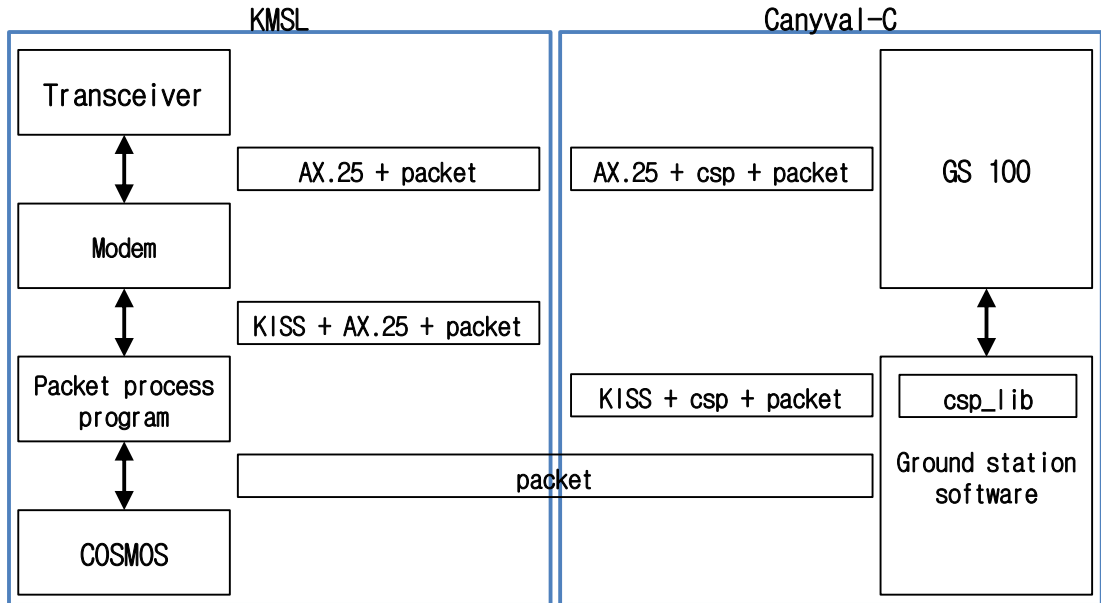 KMSL
Canyval-C
Transceiver
AX.25 + packet
AX.25 + csp + packet
GS 100
Modem
KISS + AX.25 + packet
Packet process
program
KISS + csp + packet
csp_lib
packet
Ground station
software
COSMOS